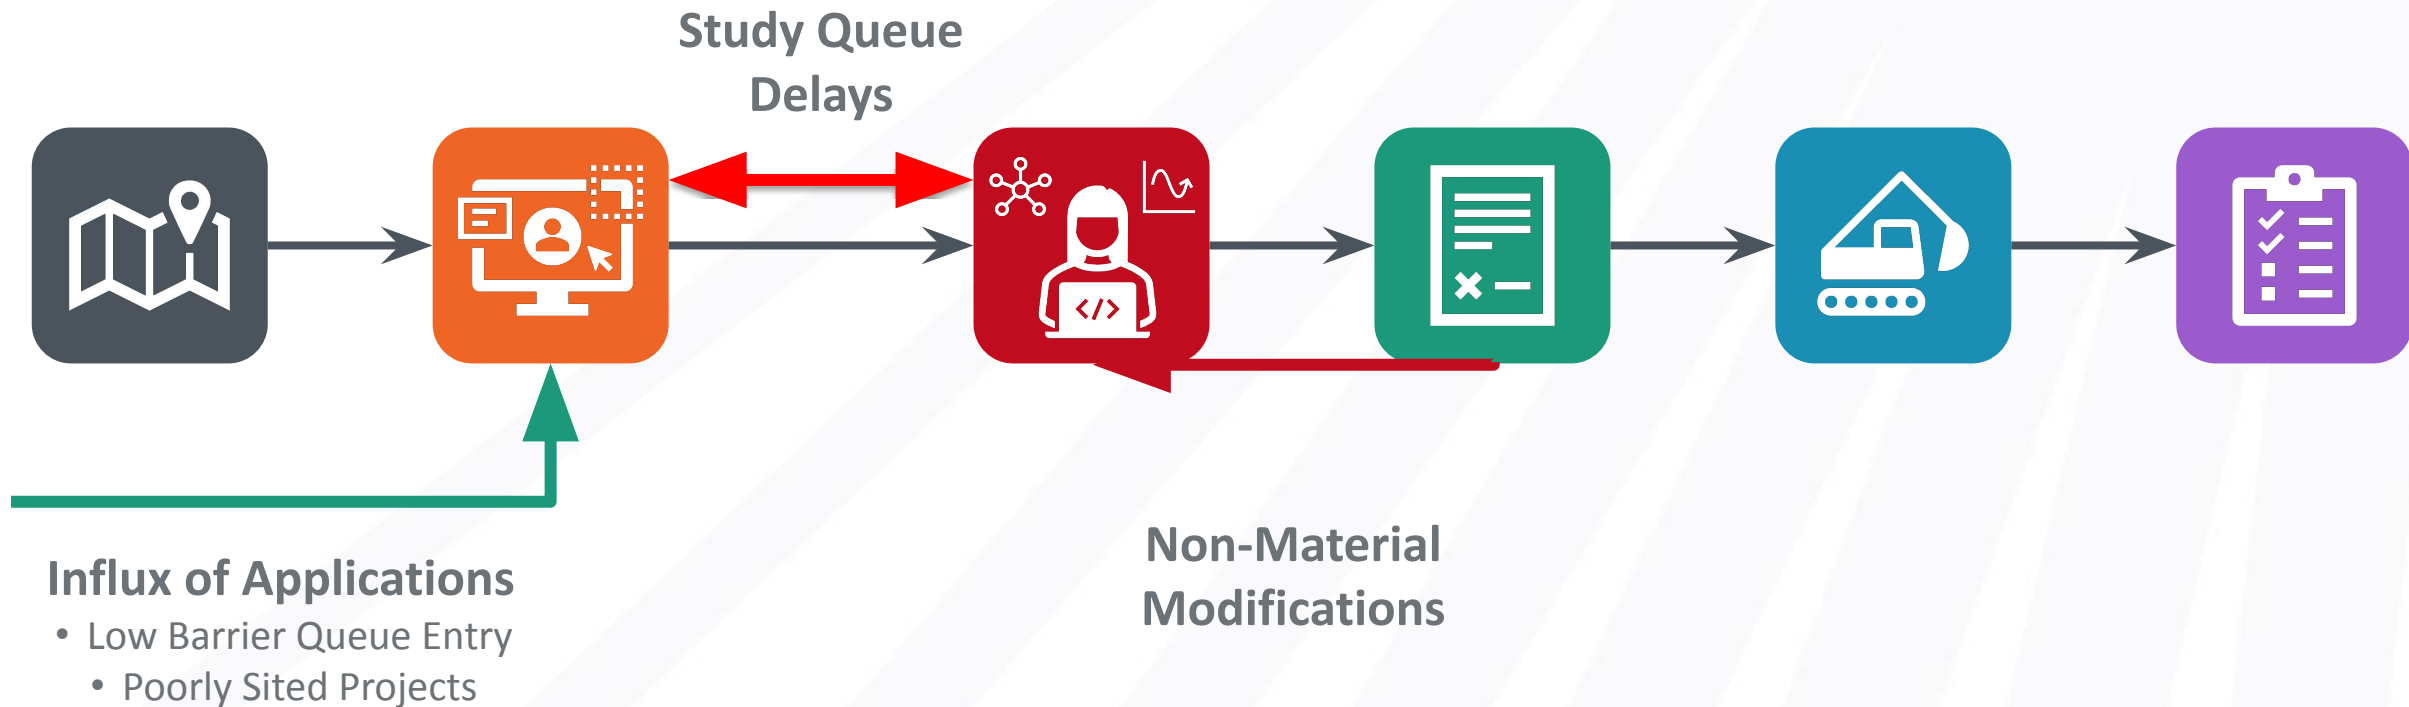 Study Queue
Delays
</>
Influx of Applications
• Low Barrier Queue Entry
• Poorly Sited Projects
Non-Material
Modifications